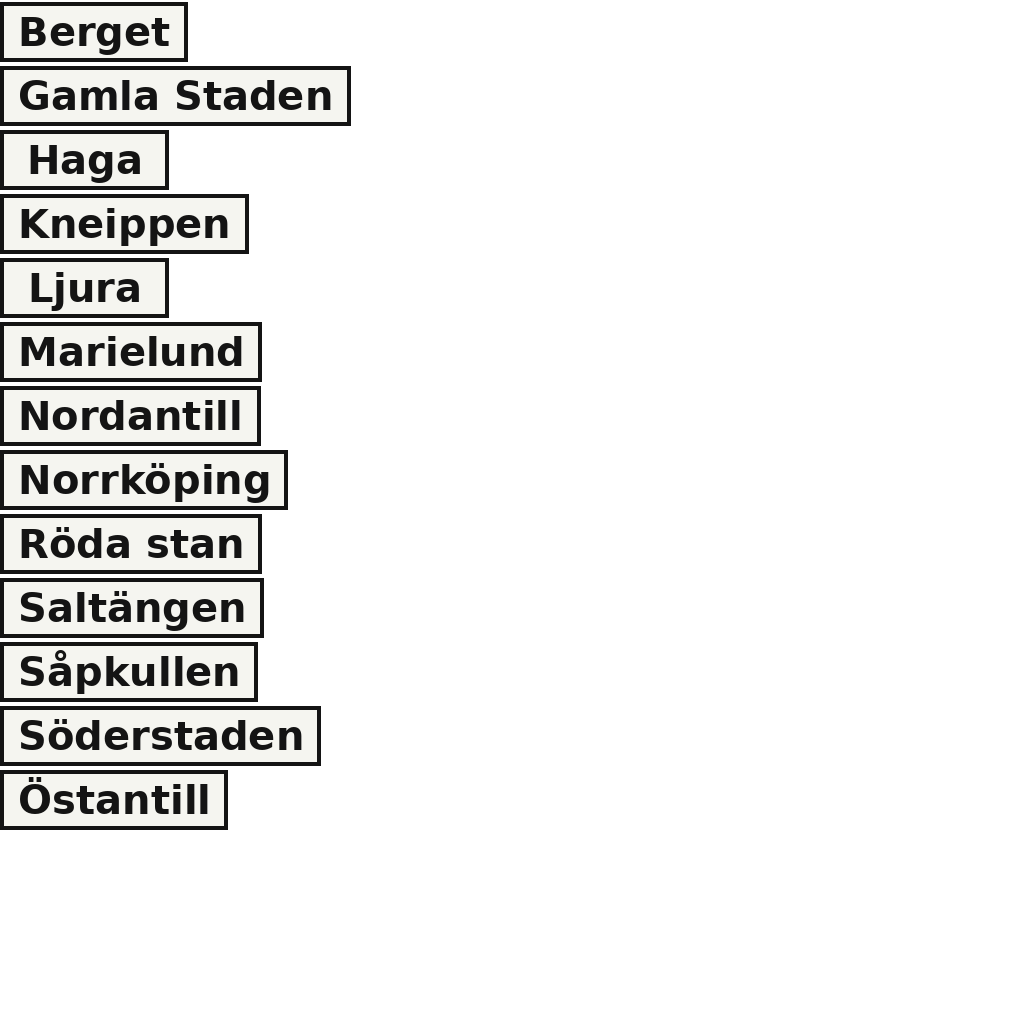 Berget
Gamla Staden
Haga
Kneippen
Ljura
Marielund
Nordantill
Norrköping
Röda stan
Saltängen
Såpkullen
Söderstaden
Östantill